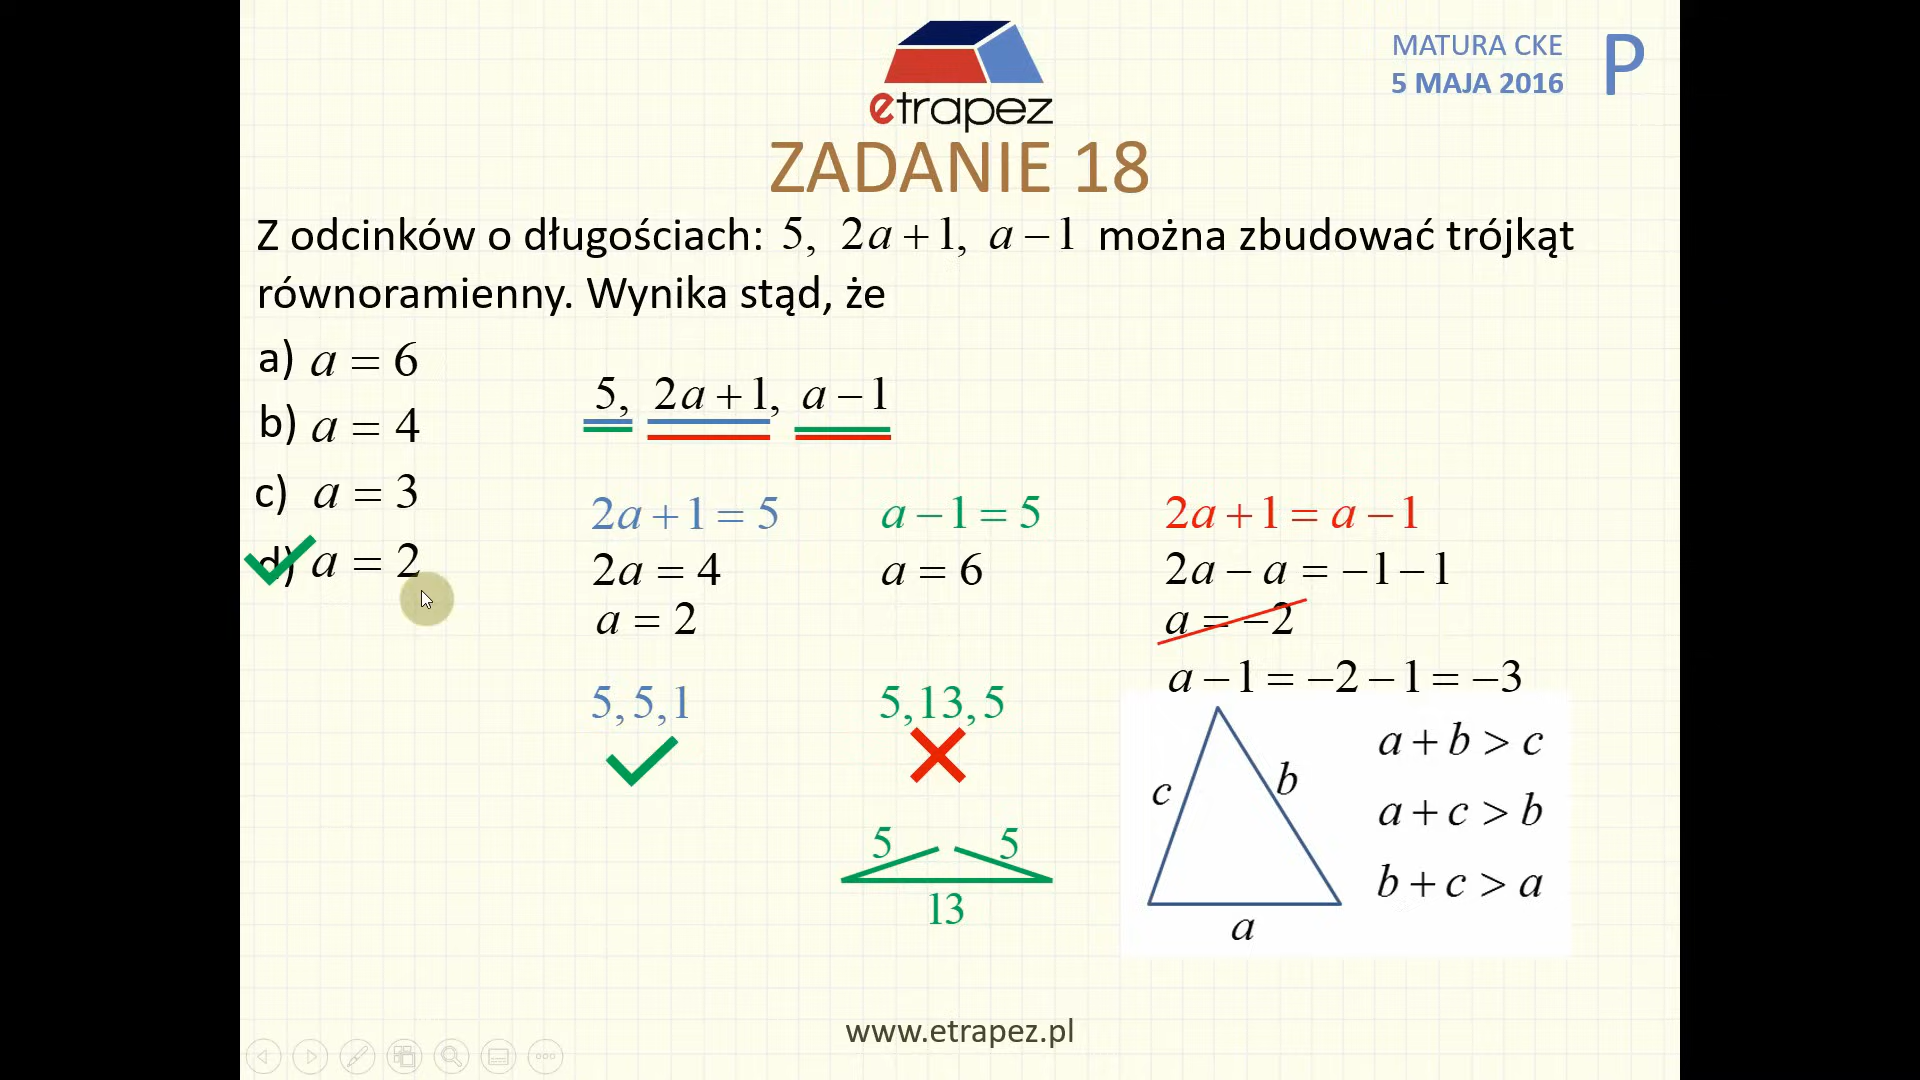 etrapez
MATURA CKE
5 MAJA 2016
P
ZADANIE 18
Z odcinków o długościach: 5, 2a+1, a−1 można zbudować trójkąt
równoramienny. Wynika stąd, że
a) a = 6
b) a = 4
c) a = 3
d) a = 2
5, 2a+1, a−1
2a+1=5
2a = 4
a = 2
5,5,1
a−1=5
a = 6
5,13,5
5
5
13
2a+1=a−1
2a−a=−1−1
a=−2
a−1=−2−1=−3
c
b
a
a+b>c
a+c>b
b+c>a
www.etrapez.pl